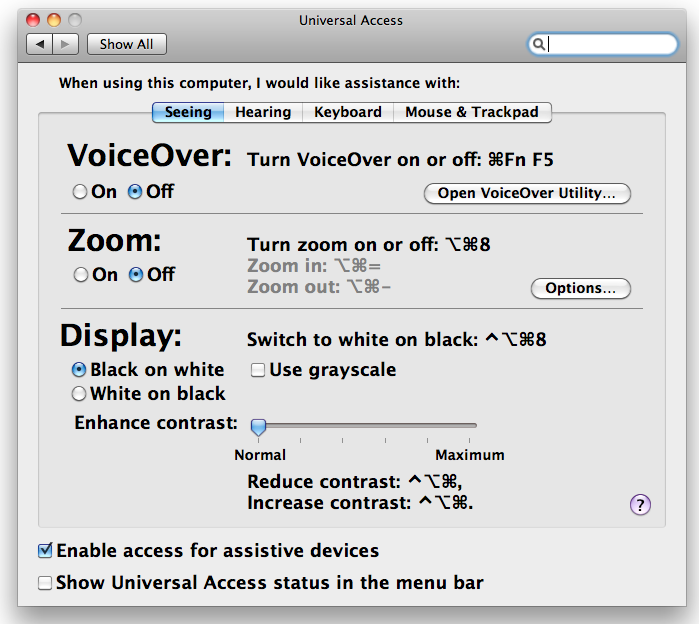 Universal Access
Show All
When using this computer, I would like assistance with:
Seeing Hearing Keyboard Mouse & Trackpad
VoiceOver: Turn VoiceOver on or off: ⌘Fn F5
On Off Open VoiceOver Utility...
Zoom: Turn zoom on or off: ⌥⌘8
On Off Zoom in: ⌥⌘=
Zoom out: ⌥⌘-
Options...
Display: Switch to white on black: ^⌥⌘8
Black on white Use grayscale
White on black
Enhance contrast:
Normal Maximum
Reduce contrast: ^⌥⌘,
Increase contrast: ^⌥⌘.
?
Enable access for assistive devices
Show Universal Access status in the menu bar